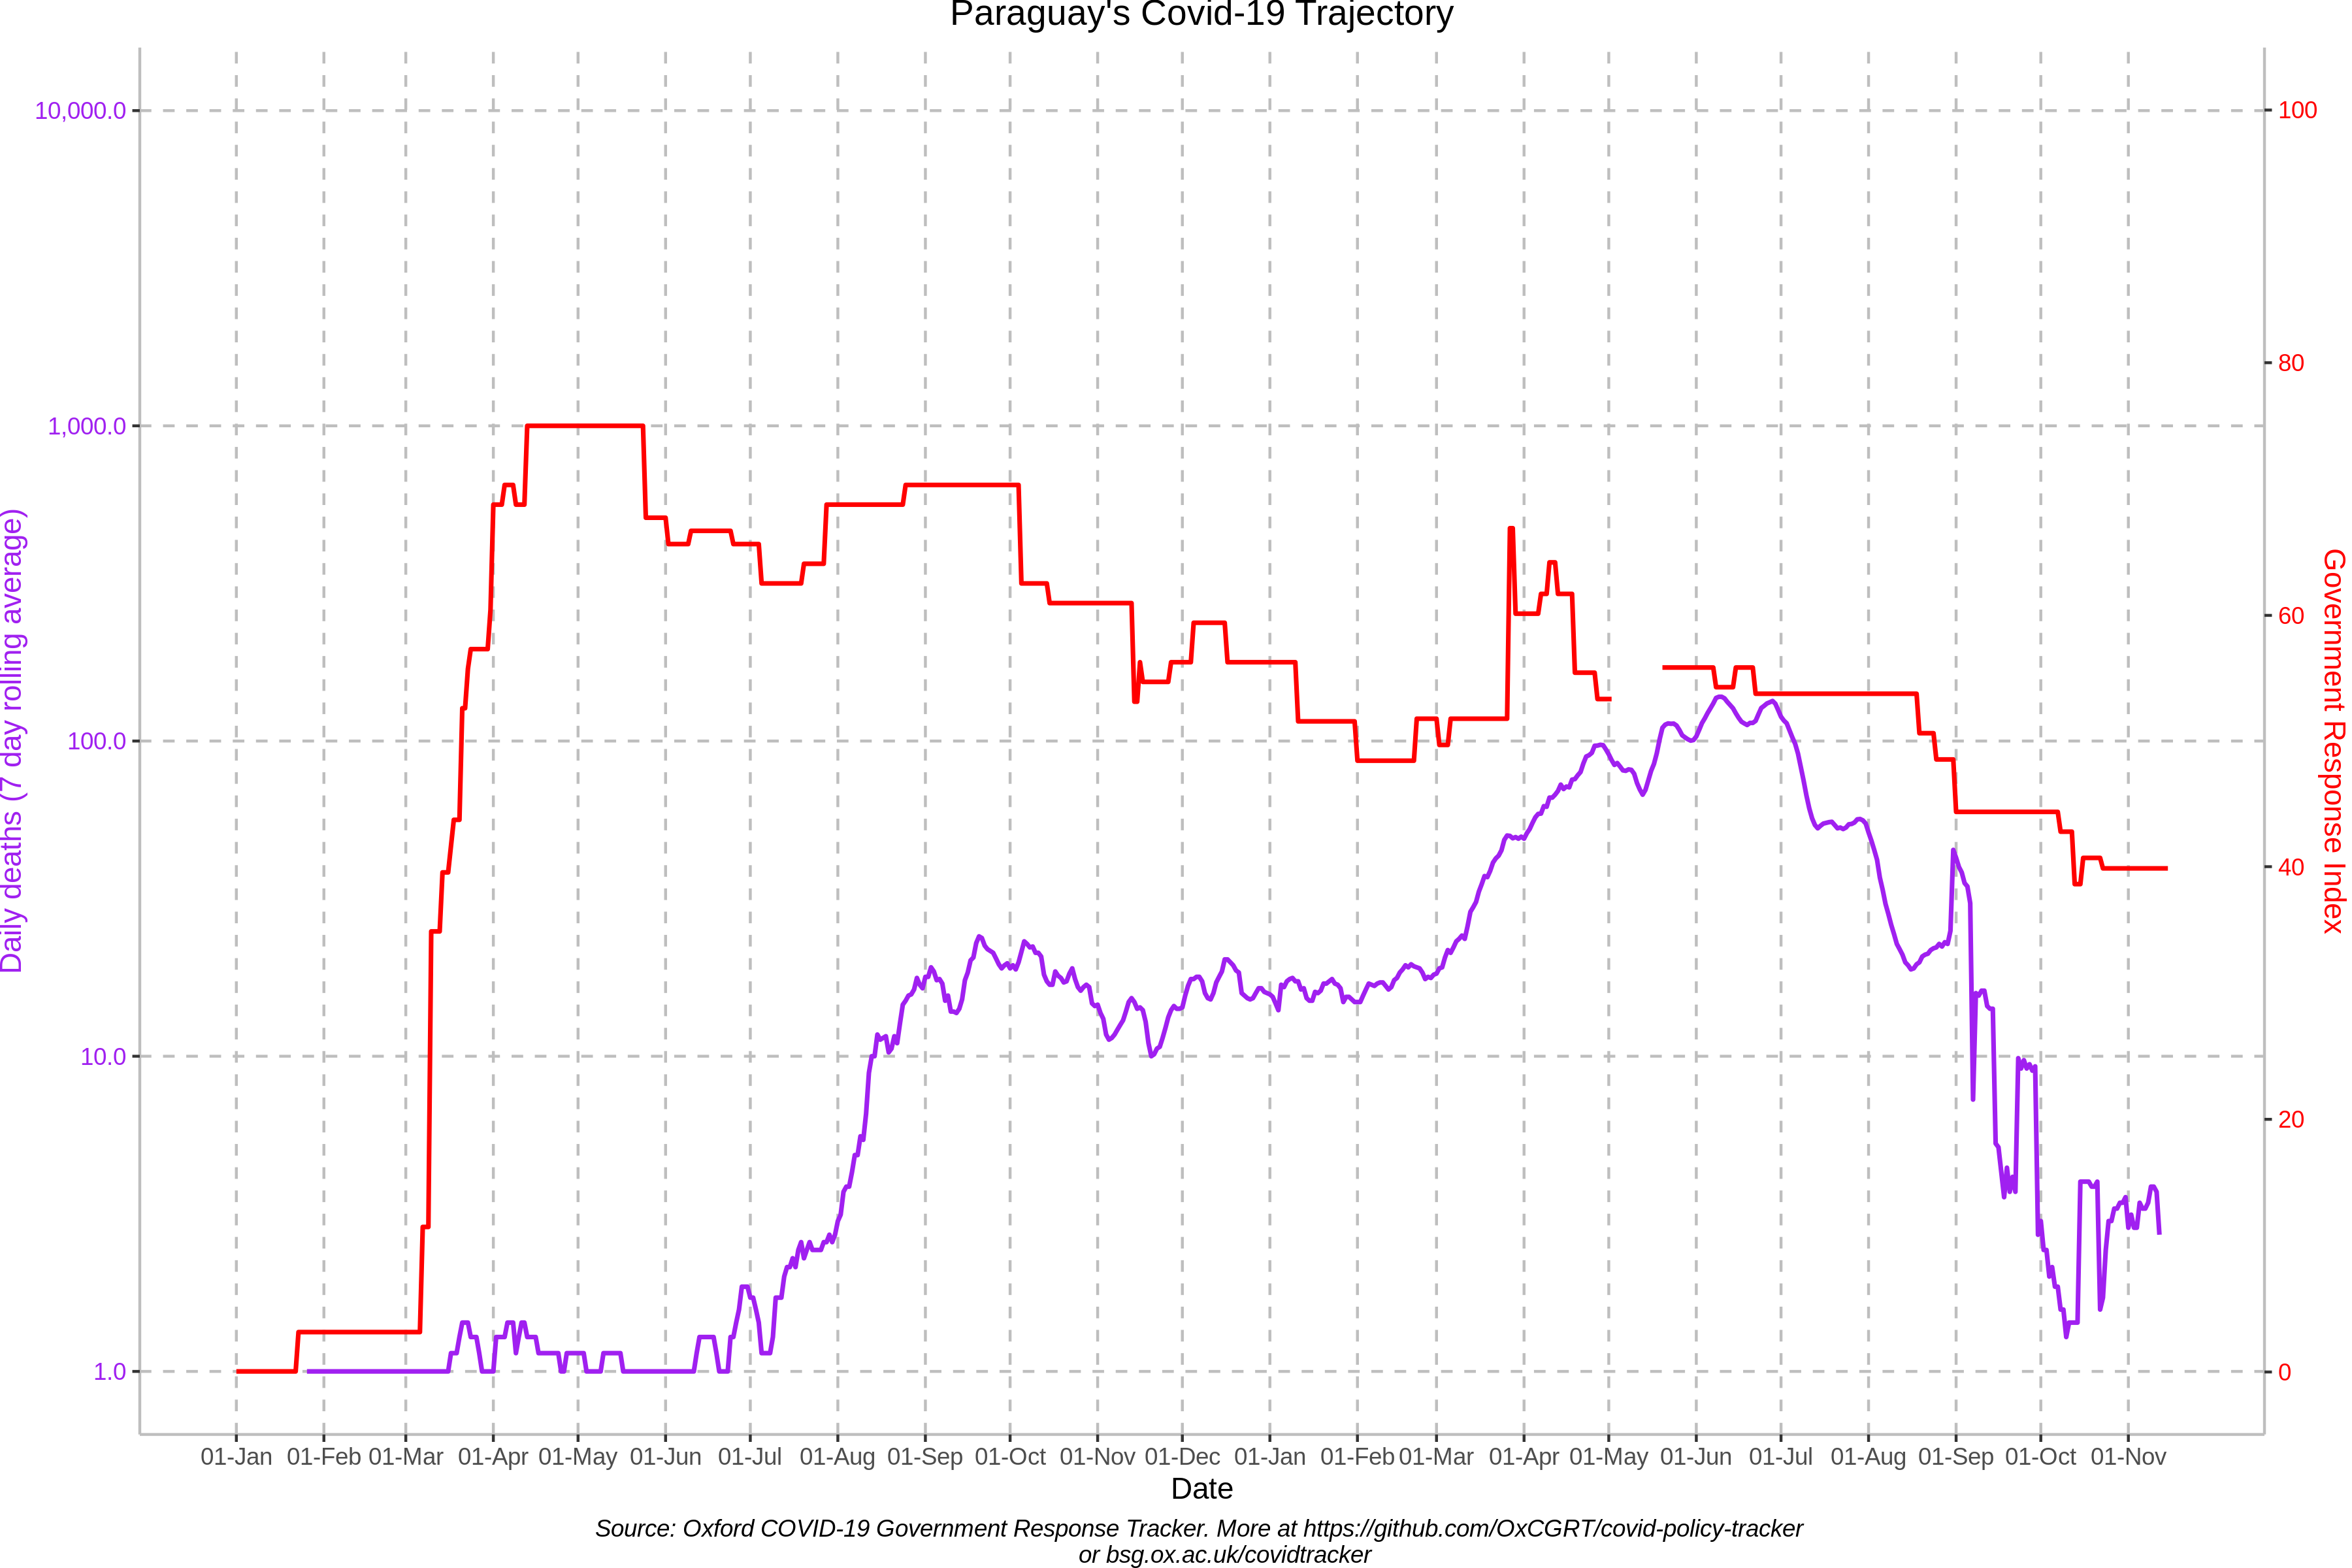 Paraguay's Covid-19 Trajectory
10,000.0
1,000.0
100.0
10.0
1.0
Daily deaths (7 day rolling average)
100
80
60
40
20
0
Government Response Index
01-Jan 01-Feb 01-Mar 01-Apr 01-May 01-Jun 01-Jul 01-Aug 01-Sep 01-Oct 01-Nov 01-Dec 01-Jan 01-Feb 01-Mar 01-Apr 01-May 01-Jun 01-Jul 01-Aug 01-Sep 01-Oct 01-Nov
Date
Source: Oxford COVID-19 Government Response Tracker. More at https://github.com/OxCGRT/covid-policy-tracker
or bsg.ox.ac.uk/covidtracker